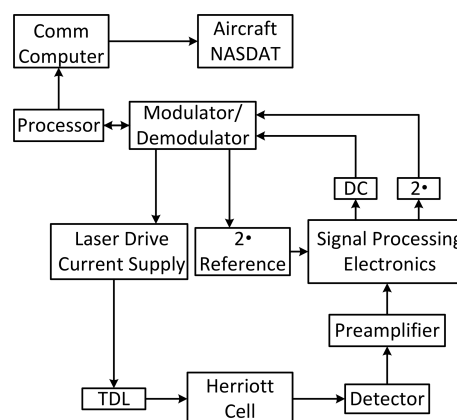 Comm
Computer
Aircraft
NASDAT
Processor
Modulator/
Demodulator
DC
2•
Laser Drive
Current Supply
2•
Reference
Signal Processing
Electronics
Preamplifier
TDL
Herriott
Cell
Detector